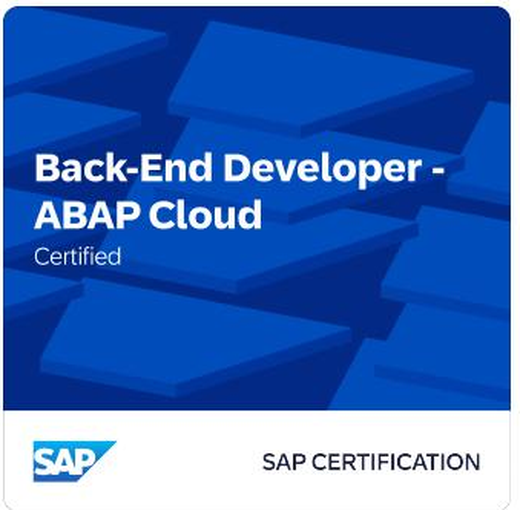 Back-End Developer -
ABAP Cloud
Certified
SAP
SAP CERTIFICATION